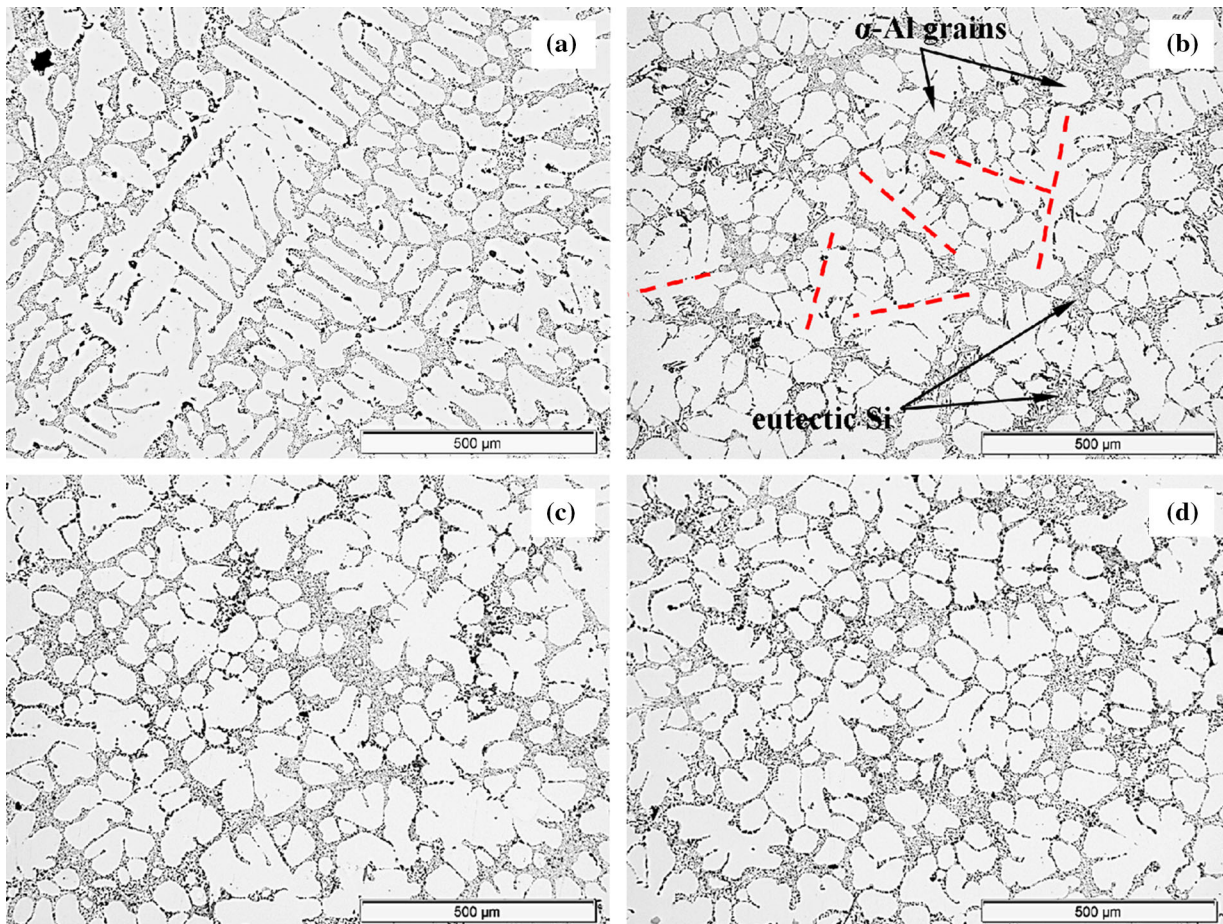 (a)
500 µm
α-Al grains
(b)
eutectic Si
500 µm
(c)
500 µm
(d)
500 µm